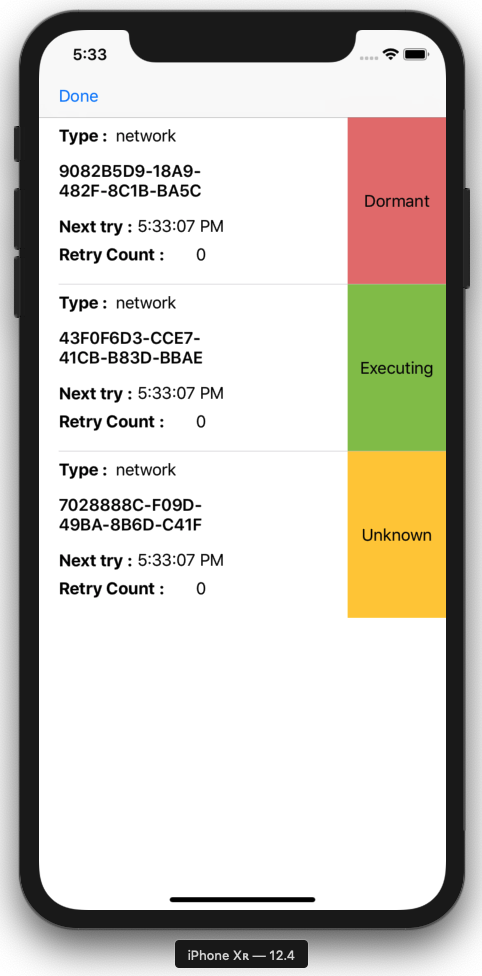 5:33
Done
Type : network
9082B5D9-18A9-
482F-8C1B-BA5C
Next try : 5:33:07 PM
Retry Count : 0
Dormant
Type : network
43F0F6D3-CCE7-
41CB-B83D-BBAE
Next try : 5:33:07 PM
Retry Count : 0
Executing
Type : network
7028888C-F09D-
49BA-8B6D-C41F
Next try : 5:33:07 PM
Retry Count : 0
Unknown
iPhone Xʀ — 12.4